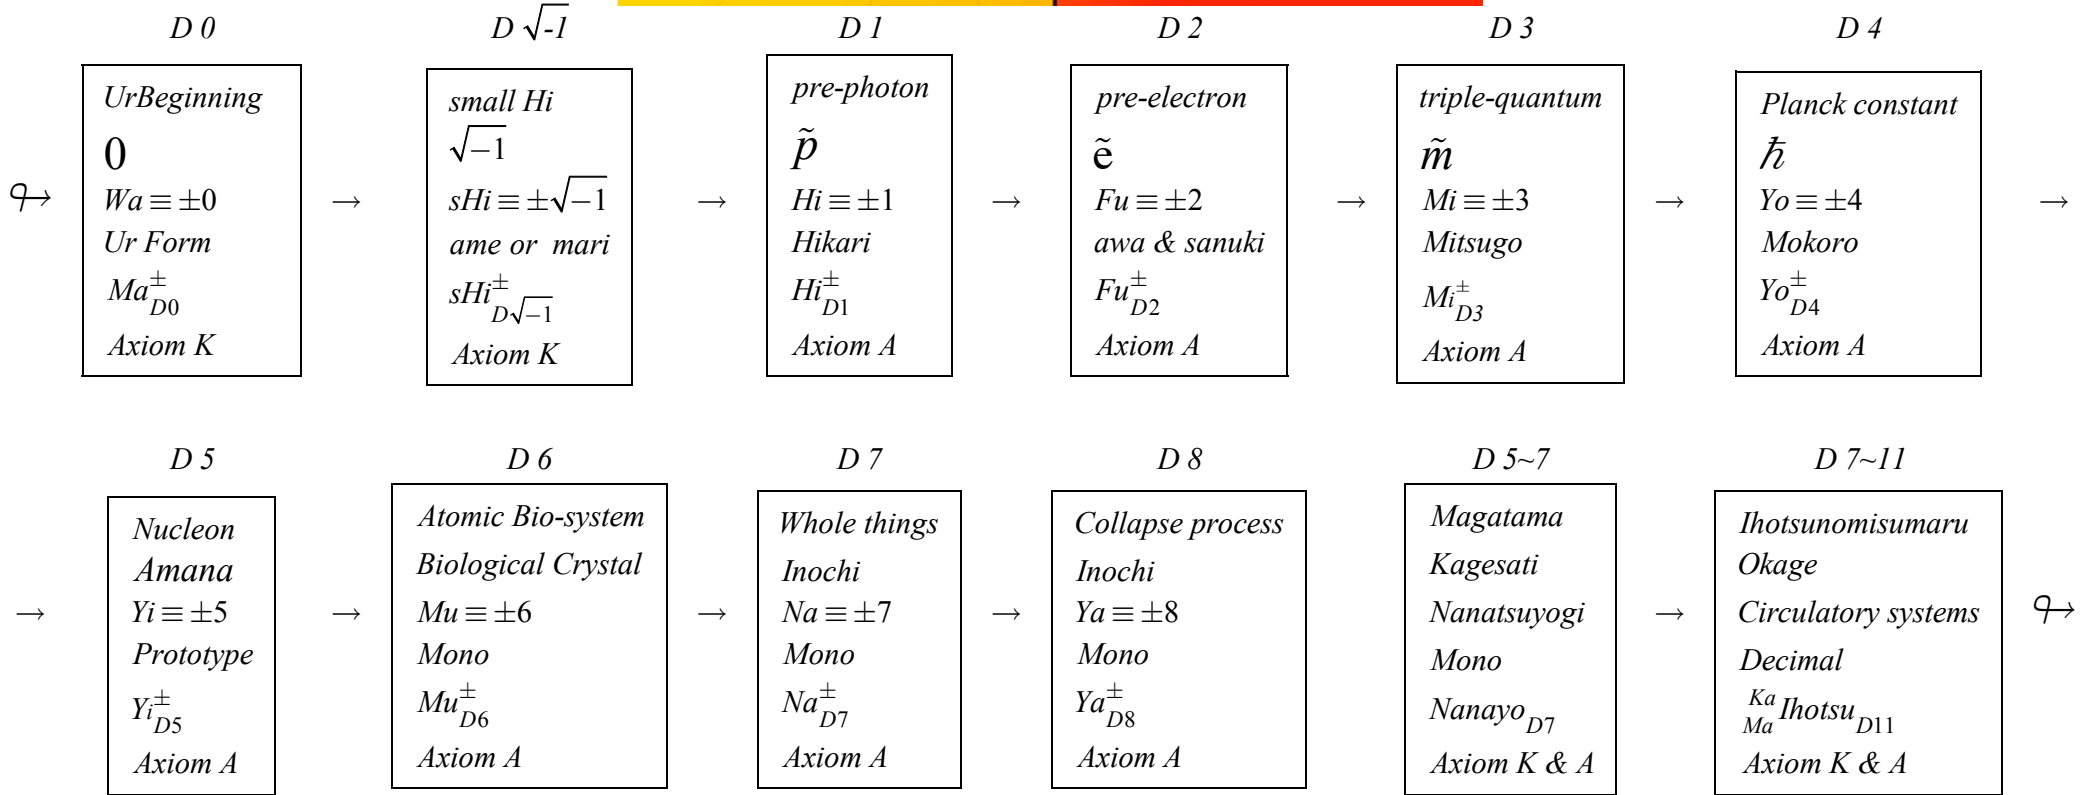 D 0
UrBeginning
0
Wa ≡ ±0
Ur Form
Ma±D0
Axiom K
D √-1
small Hi
√−1
sHi ≡ ±√−1
ame or mari
sHi±D√−1
Axiom K
D 1
pre-photon
p̃
Hi ≡ ±1
Hikari
Hi±D1
Axiom A
D 2
pre-electron
ẽ
Fu ≡ ±2
awa & sanuki
Fu±D2
Axiom A
D 3
triple-quantum
m̃
Mi ≡ ±3
Mitsugo
Mi±D3
Axiom A
D 4
Planck constant
ℏ
Yo ≡ ±4
Mokoro
Yo±D4
Axiom A
D 5
Nucleon
Amana
Yi ≡ ±5
Prototype
Yi±D5
Axiom A
D 6
Atomic Bio-system
Biological Crystal
Mu ≡ ±6
Mono
Mu±D6
Axiom A
D 7
Whole things
Inochi
Na ≡ ±7
Mono
Na±D7
Axiom A
D 8
Collapse process
Inochi
Ya ≡ ±8
Mono
Ya±D8
Axiom A
D 5~7
Magatama
Kagesati
Nanatsuyogi
Mono
NanayoD7
Axiom K & A
D 7~11
Ihotsunomisumaru
Okage
Circulatory systems
Decimal
Ka Ma IhotsuD11
Axiom K & A